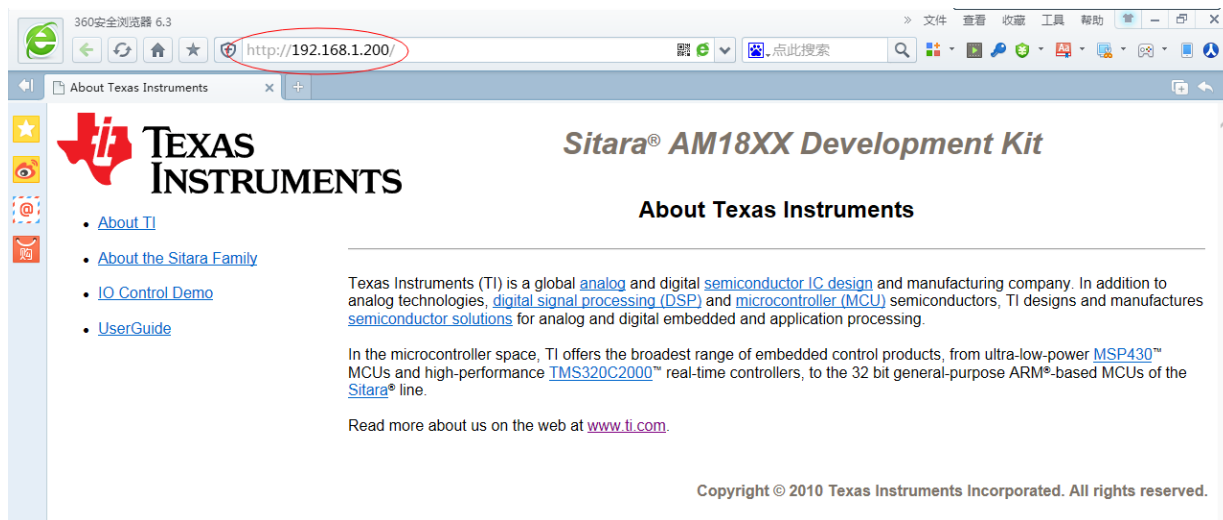 360安全浏览器 6.3
» 文件 查看 收藏 工具 帮助
http://192.168.1.200/
点此搜索
About Texas Instruments
TEXAS
INSTRUMENTS
Sitara® AM18XX Development Kit
About Texas Instruments
• About TI
• About the Sitara Family
• IO Control Demo
• UserGuide
Texas Instruments (TI) is a global analog and digital semiconductor IC design and manufacturing company. In addition to
analog technologies, digital signal processing (DSP) and microcontroller (MCU) semiconductors, TI designs and manufactures
semiconductor solutions for analog and digital embedded and application processing.
In the microcontroller space, TI offers the broadest range of embedded control products, from ultra-low-power MSP430™
MCUs and high-performance TMS320C2000™ real-time controllers, to the 32 bit general-purpose ARM®-based MCUs of the
Sitara® line.
Read more about us on the web at www.ti.com.
Copyright © 2010 Texas Instruments Incorporated. All rights reserved.
@
购